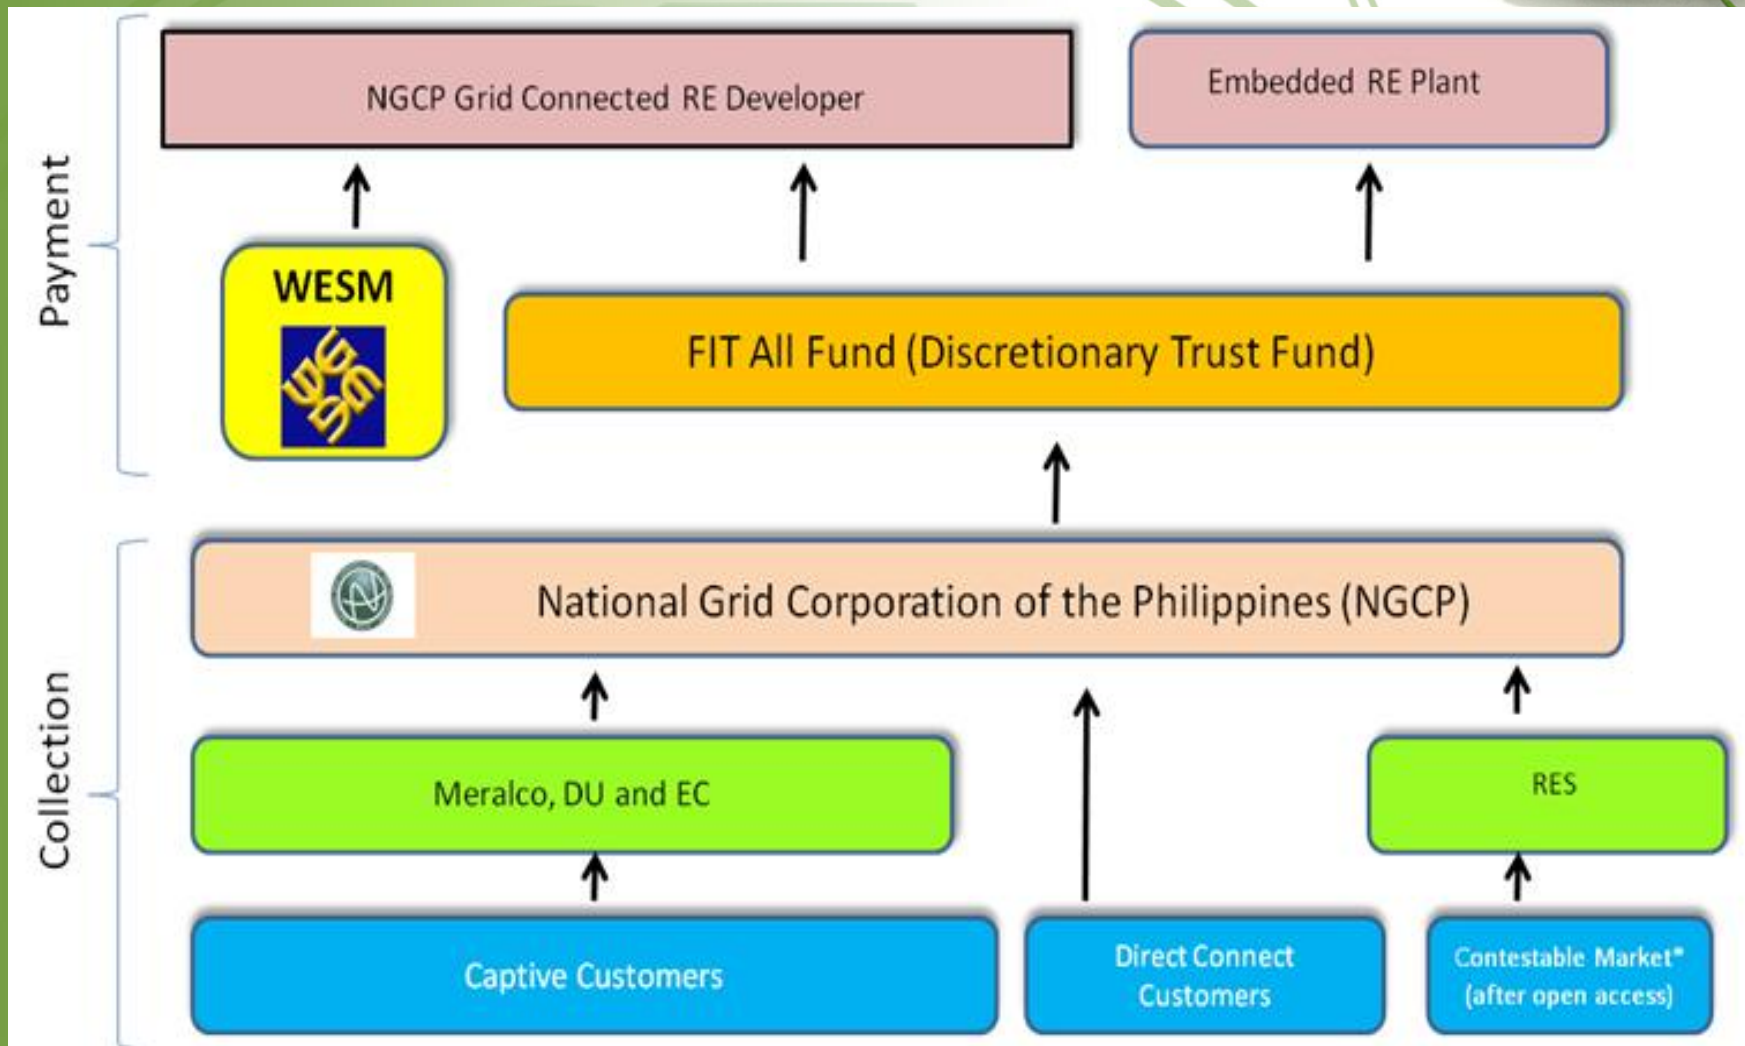 Payment
NGCP Grid Connected RE Developer
Embedded RE Plant
WESM
FIT All Fund (Discretionary Trust Fund)
Collection
National Grid Corporation of the Philippines (NGCP)
Meralco, DU and EC
RES
Captive Customers
Direct Connect
Customers
Contestable Market*
(after open access)